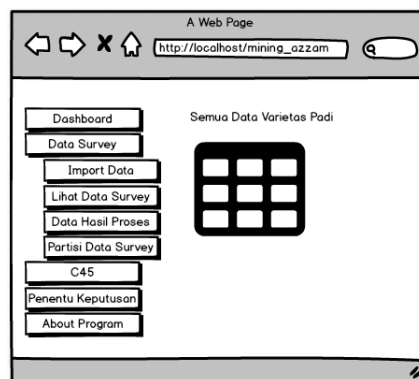 A Web Page
http://localhost/mining_azzam
Dashboard
Semua Data Varietas Padi
Data Survey
Import Data
Lihat Data Survey
Data Hasil Proses
Partisi Data Survey
C45
Penentu Keputusan
About Program